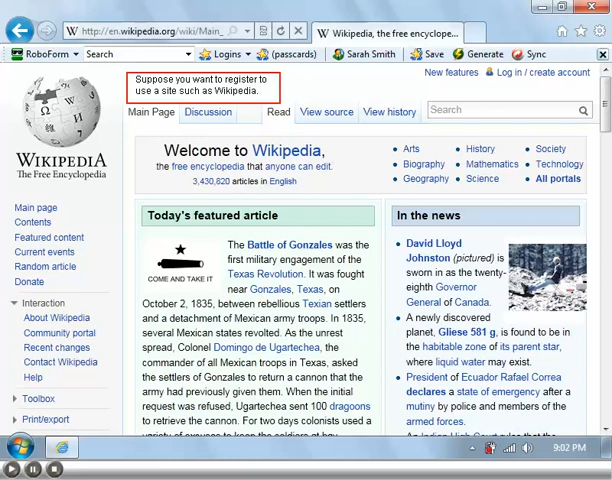 http://en.wikipedia.org/wiki/Main_
Wikipedia, the free encyclope...
RoboForm
Search
Logins
(passcards)
Sarah Smith
Save
Generate
Sync
Suppose you want to register to
use a site such as Wikipedia.
New features
Log in / create account
Main Page
Discussion
Read
View source
View history
Search
WIKIPEDIA
The Free Encyclopedia
Main page
Contents
Featured content
Current events
Random article
Donate
Interaction
About Wikipedia
Community portal
Recent changes
Contact Wikipedia
Help
Toolbox
Print/export
Welcome to Wikipedia,
the free encyclopedia that anyone can edit.
3,430,820 articles in English
Arts
Biography
Geography
History
Mathematics
Science
Society
Technology
All portals
Today's featured article
COME AND TAKE IT
The Battle of Gonzales was the
first military engagement of the
Texas Revolution. It was fought
near Gonzales, Texas, on
October 2, 1835, between rebellious Texian settlers
and a detachment of Mexican army troops. In 1835,
several Mexican states revolted. As the unrest
spread, Colonel Domingo de Ugartechea, the
commander of all Mexican troops in Texas, asked
the settlers of Gonzales to return a cannon that the
army had previously given them. When the initial
request was refused, Ugartechea sent 100 dragoons
to retrieve the cannon. For two days colonists used a
In the news
David Lloyd
Johnston (pictured) is
sworn in as the twenty-
eighth Governor
General of Canada.
A newly discovered
planet, Gliese 581 g, is found to be in
the habitable zone of its parent star,
where liquid water may exist.
President of Ecuador Rafael Correa
declares a state of emergency after a
mutiny by police and members of the
armed forces.
An Indian High Court rules that the
9:02 PM